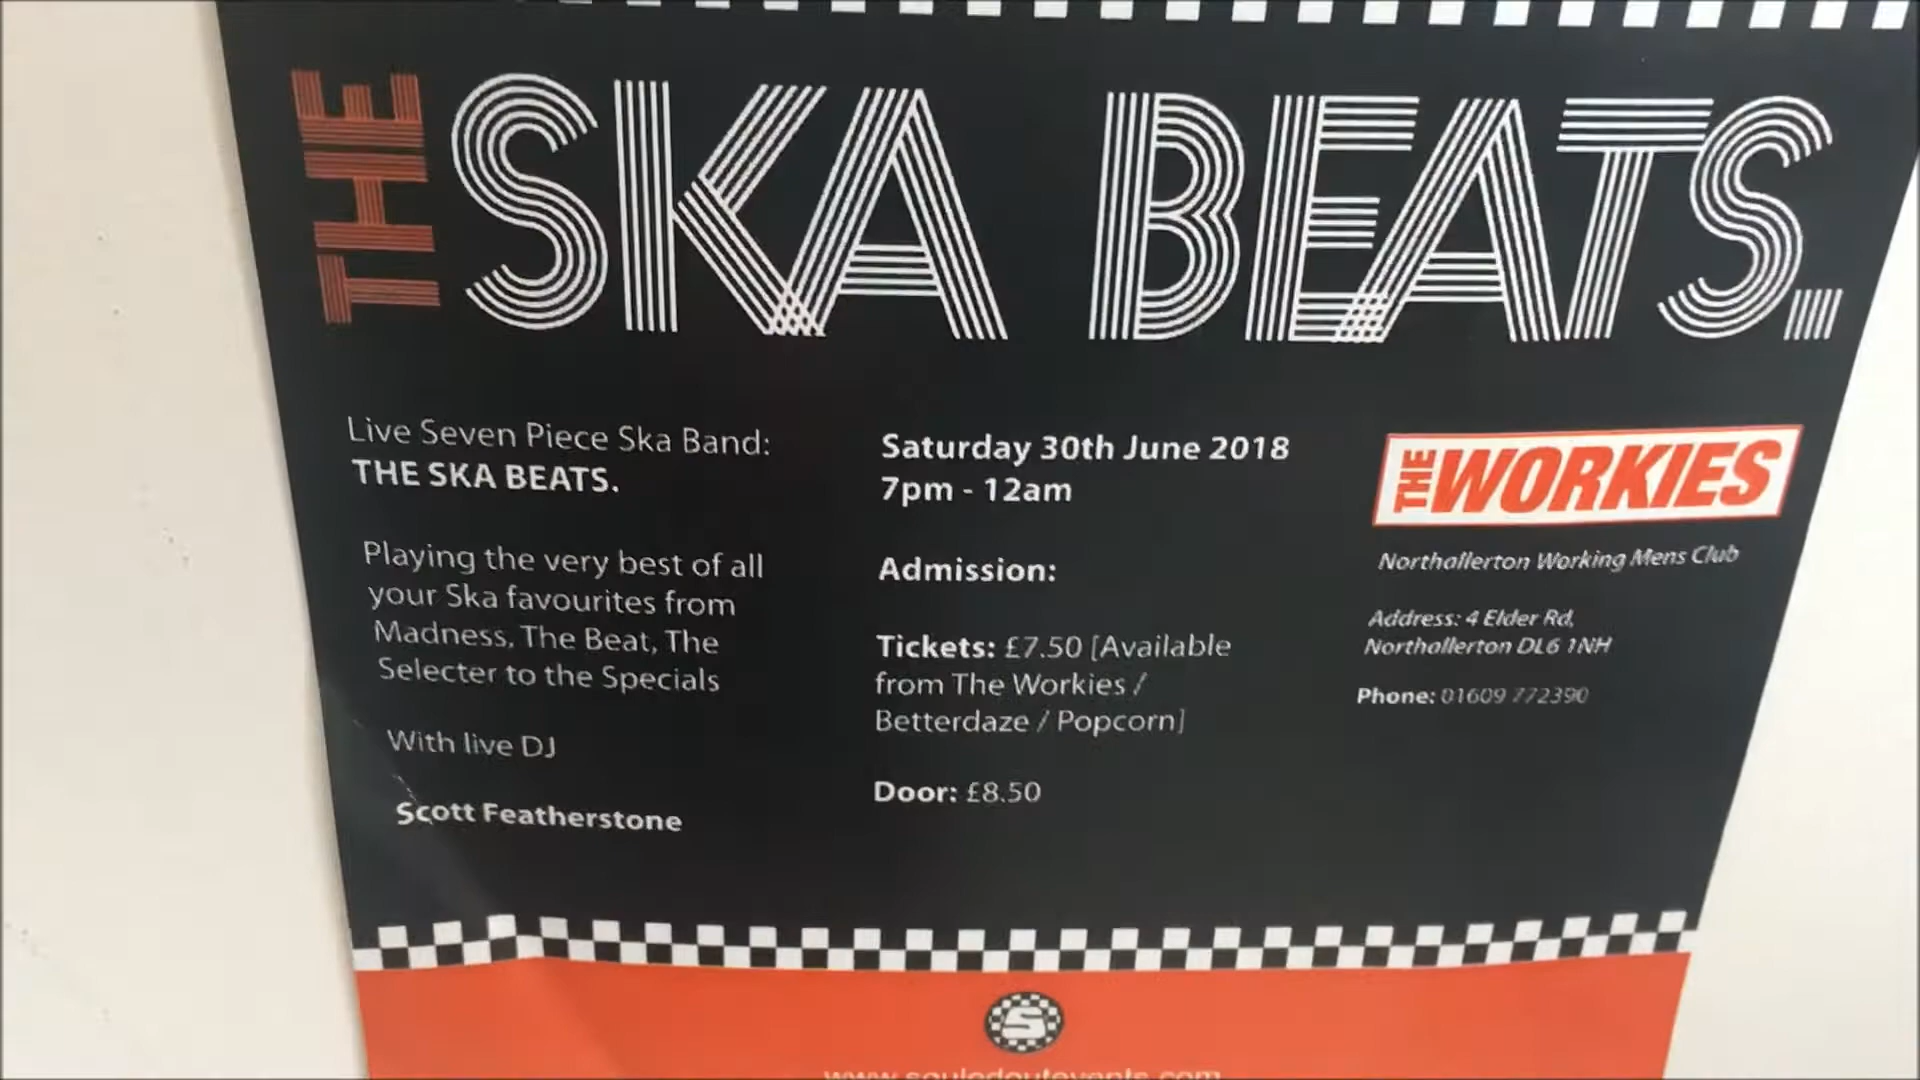 THE SKA BEATS.
Live Seven Piece Ska Band:
THE SKA BEATS.
Playing the very best of all
your Ska favourites from
Madness, The Beat, The
Selecter to the Specials
With live DJ
Scott Featherstone
Saturday 30th June 2018
7pm - 12am
Admission:
Tickets: £7.50 [Available
from The Workies /
Betterdaze / Popcorn]
Door: £8.50
THE WORKIES
Northallerton Working Mens Club
Address: 4 Elder Rd,
Northallerton DL6 1NH
Phone: 01609 772390
S
www.souledoutevents.com